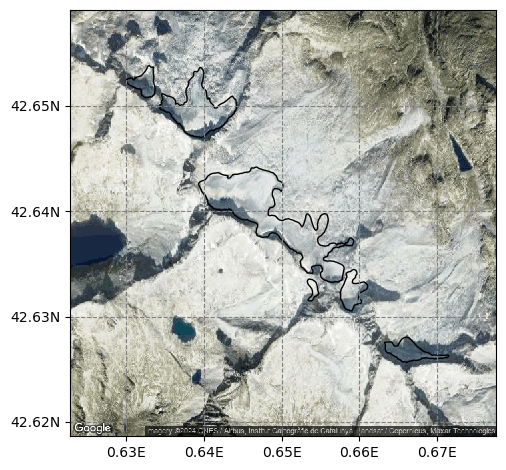 42.65N
42.64N
42.63N
42.62N
Google
Imagery ©2024 CNES / Airbus, Institut Cartogràfic de Catalunya, Landsat / Copernicus, Maxar Technologies
0.63E 0.64E 0.65E 0.66E 0.67E